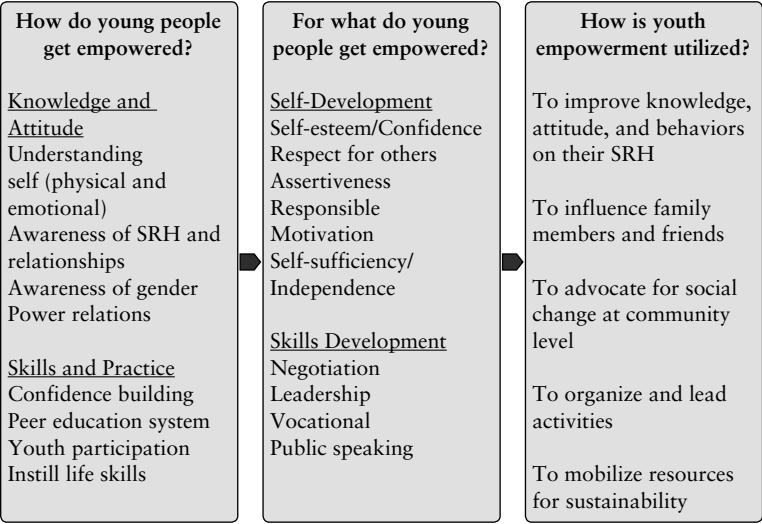 How do young people
get empowered?
Knowledge and
Attitude
Understanding
self (physical and
emotional)
Awareness of SRH and
relationships
Awareness of gender
Power relations
Skills and Practice
Confidence building
Peer education system
Youth participation
Instill life skills
For what do young
people get empowered?
Self-Development
Self-esteem/Confidence
Respect for others
Assertiveness
Responsible
Motivation
Self-sufficiency/
Independence
Skills Development
Negotiation
Leadership
Vocational
Public speaking
How is youth
empowerment utilized?
To improve knowledge,
attitude, and behaviors
on their SRH
To influence family
members and friends
To advocate for social
change at community
level
To organize and lead
activities
To mobilize resources
for sustainability